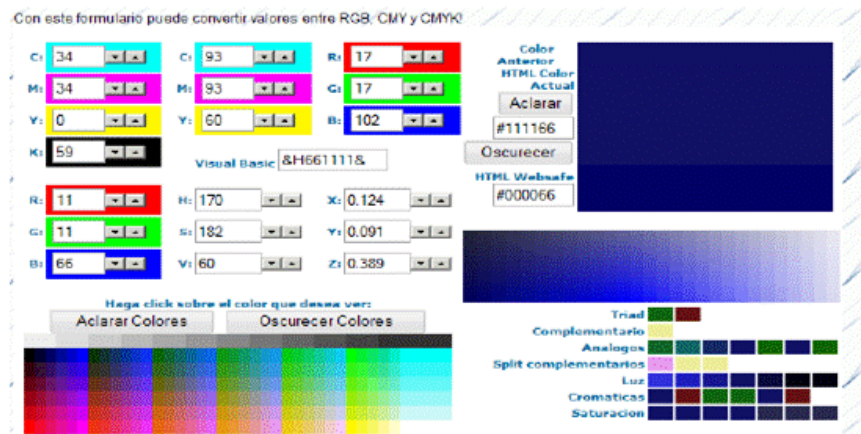 Con este formulario puede convertir valores entre RGB, CMY y CMYK!
C: 34 C: 93 R: 17
M: 34 M: 93 G: 17
Y: 0 Y: 60 B: 102
K: 59
Visual Basic &H661111&
R: 11 H: 170 X: 0.124
G: 11 S: 182 Y: 0.091
B: 66 V: 60 Z: 0.389
Haga click sobre el color que desea ver:
Aclarar Colores Oscurecer Colores
Color
Anterior
HTML Color
Actual
Aclarar
#111166
Oscurecer
HTML Websafe
#000066
Triad
Complementario
Analogos
Split complementarios
Luz
Cromaticas
Saturacion